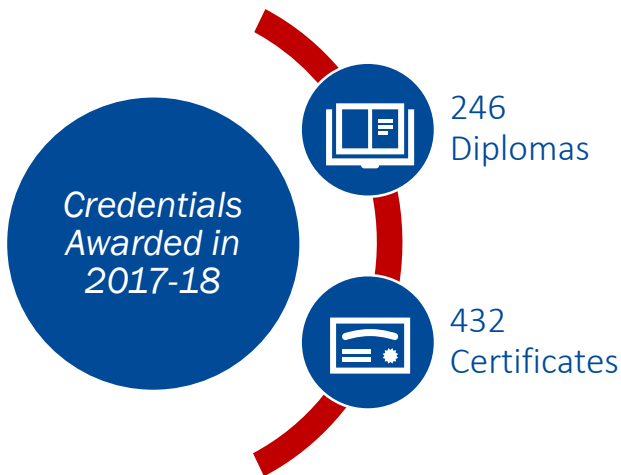 Credentials
Awarded in
2017-18
246
Diplomas
432
Certificates